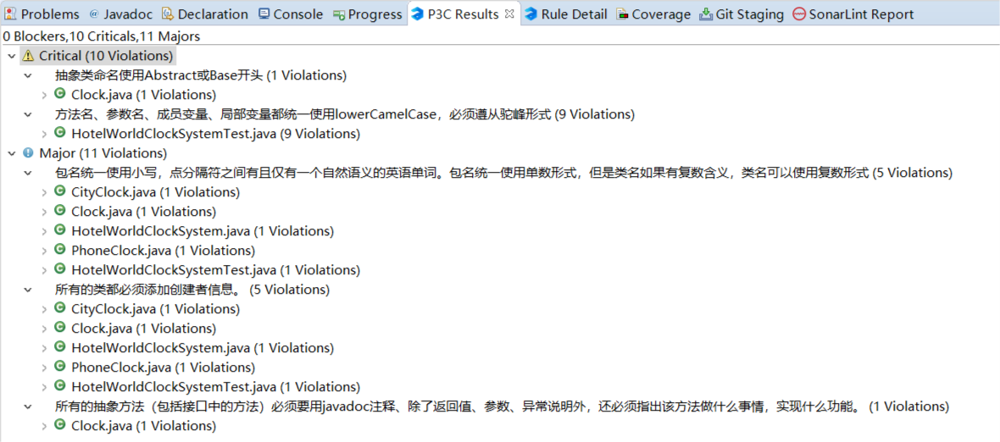 Problems @ Javadoc Declaration Console Progress P3C Results Rule Detail Coverage Git Staging SonarLint Report
0 Blockers,10 Criticals,11 Majors
Critical (10 Violations)
抽象类命名使用Abstract或Base开头 (1 Violations)
Clock.java (1 Violations)
方法名、参数名、成员变量、局部变量都统一使用lowerCamelCase，必须遵从驼峰形式 (9 Violations)
HotelWorldClockSystemTest.java (9 Violations)
Major (11 Violations)
包名统一使用小写，点分隔符之间有且仅有一个自然语义的英语单词。包名统一使用单数形式，但是类名如果有复数含义，类名可以使用复数形式 (5 Violations)
CityClock.java (1 Violations)
Clock.java (1 Violations)
HotelWorldClockSystem.java (1 Violations)
PhoneClock.java (1 Violations)
HotelWorldClockSystemTest.java (1 Violations)
所有的类都必须添加创建者信息。 (5 Violations)
CityClock.java (1 Violations)
Clock.java (1 Violations)
HotelWorldClockSystem.java (1 Violations)
PhoneClock.java (1 Violations)
HotelWorldClockSystemTest.java (1 Violations)
所有的抽象方法（包括接口中的方法）必须要用javadoc注释、除了返回值、参数、异常说明外，还必须指出该方法做什么事情，实现什么功能。 (1 Violations)
Clock.java (1 Violations)